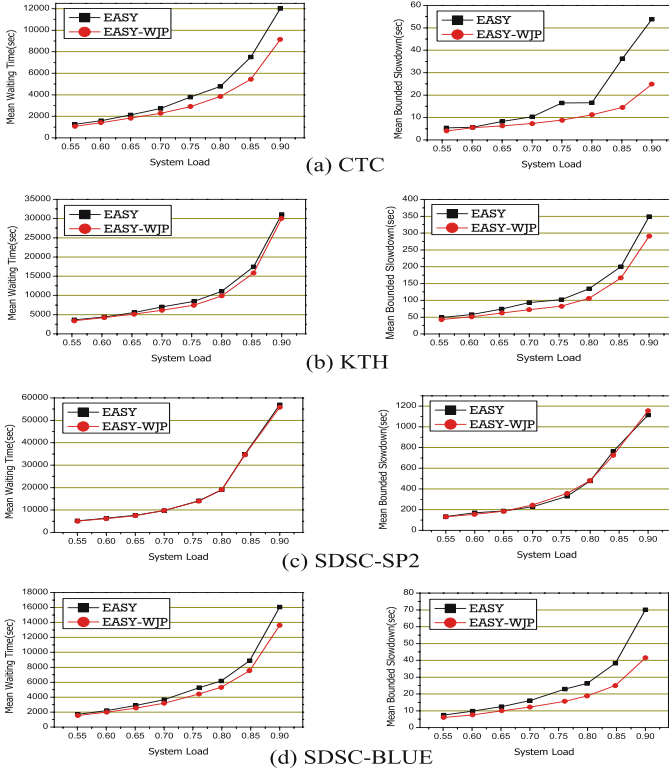 12000
10000
8000
6000
4000
2000
0
Mean Waiting Time(sec)
EASY
EASY-WJP
0.55 0.60 0.65 0.70 0.75 0.80 0.85 0.90
System Load
60
50
40
30
20
10
0
Mean Bounded Slowdown(sec)
EASY
EASY-WJP
0.55 0.60 0.65 0.70 0.75 0.80 0.85 0.90
System Load
(a) CTC
35000
30000
25000
20000
15000
10000
5000
0
Mean Waiting Time(sec)
EASY
EASY-WJP
0.55 0.60 0.65 0.70 0.75 0.80 0.85 0.90
System Load
400
350
300
250
200
150
100
50
0
Mean Bounded Slowdown(sec)
EASY
EASY-WJP
0.55 0.60 0.65 0.70 0.75 0.80 0.85 0.90
System Load
(b) KTH
60000
50000
40000
30000
20000
10000
0
Mean Waiting Time(sec)
EASY
EASY-WJP
0.55 0.60 0.65 0.70 0.75 0.80 0.85 0.90
System Load
1200
1000
800
600
400
200
0
Mean Bounded Slowdown(sec)
EASY
EASY-WJP
0.55 0.60 0.65 0.70 0.75 0.80 0.85 0.90
System Load
(c) SDSC-SP2
18000
16000
14000
12000
10000
8000
6000
4000
2000
0
Mean Waiting Time(sec)
EASY
EASY-WJP
0.55 0.60 0.65 0.70 0.75 0.80 0.85 0.90
System Load
80
70
60
50
40
30
20
10
0
Mean Bounded Slowdown(sec)
EASY
EASY-WJP
0.55 0.60 0.65 0.70 0.75 0.80 0.85 0.90
System Load
(d) SDSC-BLUE